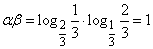 αβ = log_{2/3} 1/3 · log_{1/3} 2/3 = 1